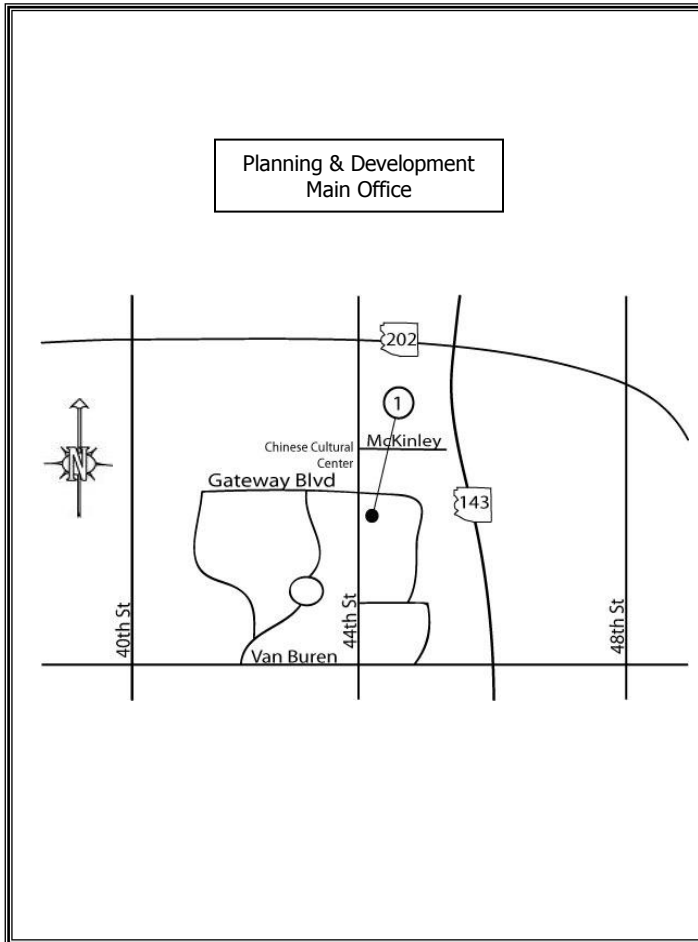 Planning & Development
Main Office
202
1
McKinley
Chinese Cultural
Center
Gateway Blvd
N
143
40th St
44th St
48th St
Van Buren